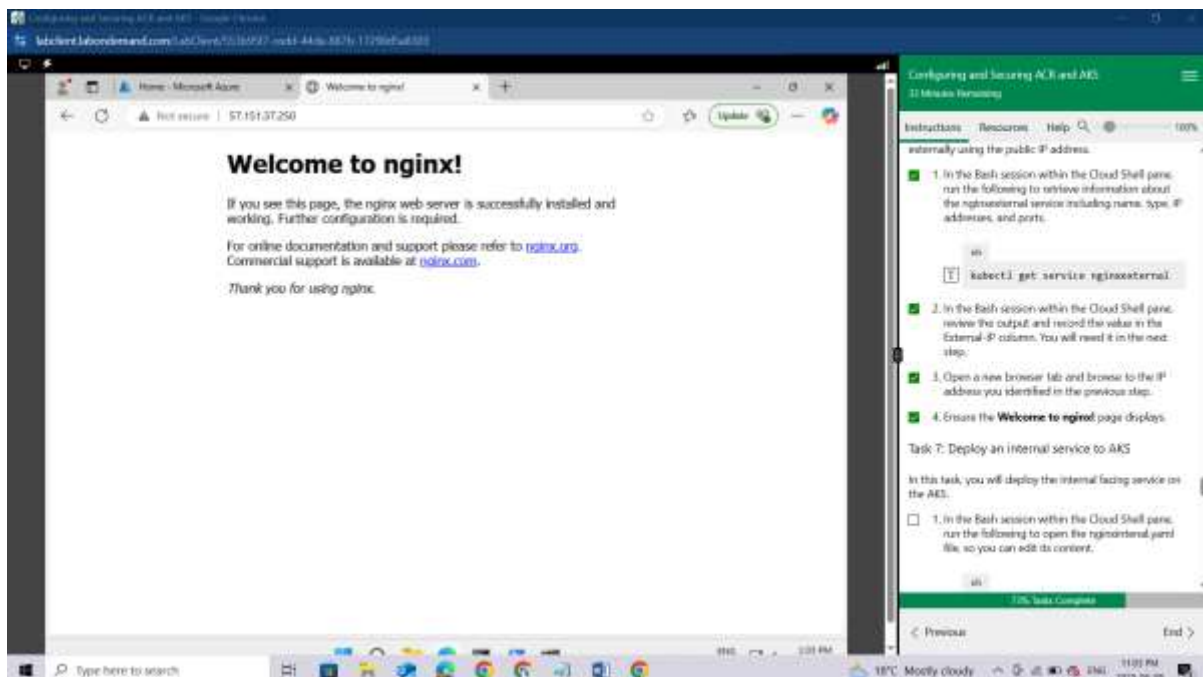 Configuring and Securing ACR and AKS - Google Chrome
Home - Microsoft Azure
Welcome to nginx!
Not secure
57.151.37.250
Update
Welcome to nginx!
If you see this page, the nginx web server is successfully installed and
working. Further configuration is required.
For online documentation and support please refer to nginx.org.
Commercial support is available at nginx.com.
Thank you for using nginx.
Configuring and Securing ACR and AKS
33 Minutes Remaining
Instructions Resources Help 100%
externally using the public IP address.
1. In the Bash session within the Cloud Shell pane,
run the following to retrieve information about
the nginxexternal service including name, type, IP
addresses, and ports.
sh
T kubectl get service nginxexternal
2. In the Bash session within the Cloud Shell pane,
review the output and record the value in the
External-IP column. You will need it in the next
step.
3. Open a new browser tab and browse to the IP
address you identified in the previous step.
4. Ensure the Welcome to nginx! page displays.
Task 7: Deploy an internal service to AKS
In this task, you will deploy the internal facing service on
the AKS.
1. In the Bash session within the Cloud Shell pane,
run the following to open the nginxinternal.yaml
file, so you can edit its content.
sh
Tasks Complete
< Previous
End >
Type here to search
Mostly cloudy
ENG
11:03 PM